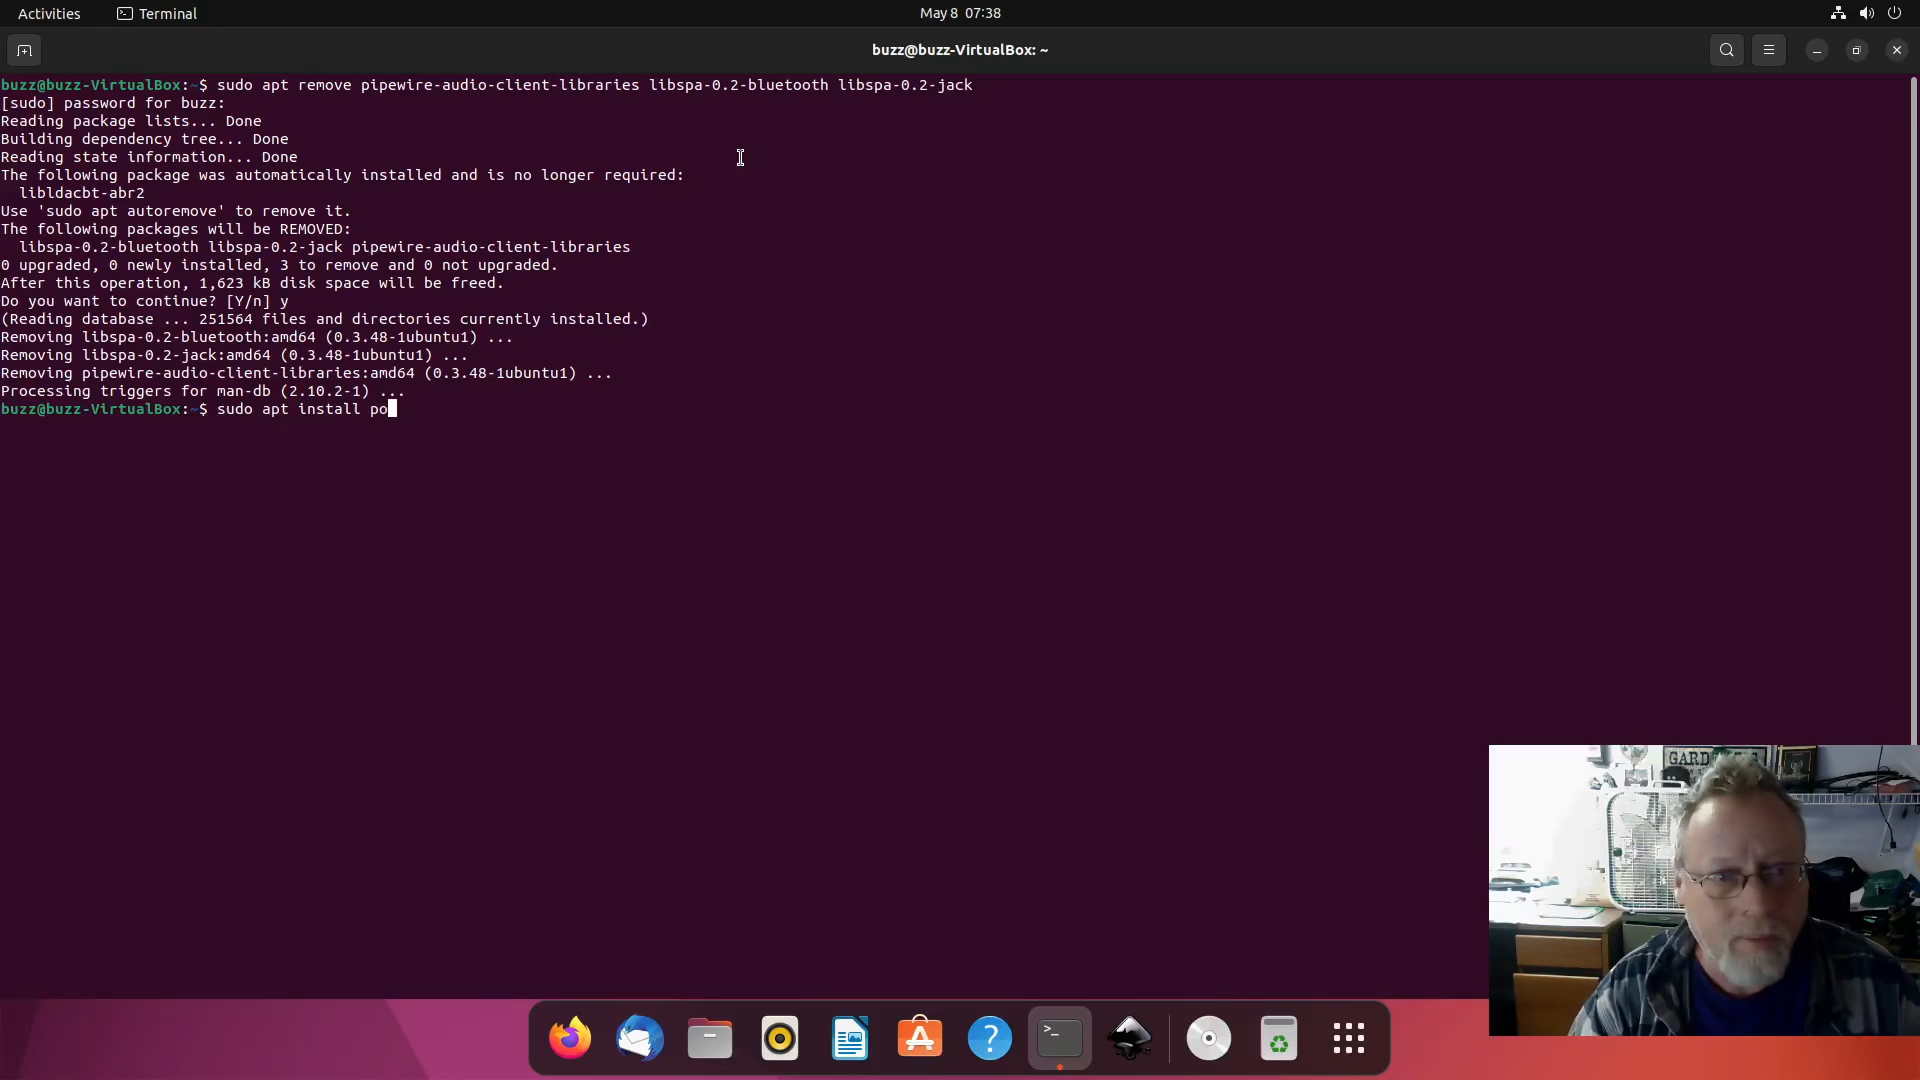 Activities
Terminal
May 8 07:38
buzz@buzz-VirtualBox: ~
buzz@buzz-VirtualBox:~$ sudo apt remove pipewire-audio-client-libraries libspa-0.2-bluetooth libspa-0.2-jack
[sudo] password for buzz:
Reading package lists... Done
Building dependency tree... Done
Reading state information... Done
The following package was automatically installed and is no longer required:
  libldacbt-abr2
Use 'sudo apt autoremove' to remove it.
The following packages will be REMOVED:
  libspa-0.2-bluetooth libspa-0.2-jack pipewire-audio-client-libraries
0 upgraded, 0 newly installed, 3 to remove and 0 not upgraded.
After this operation, 1,623 kB disk space will be freed.
Do you want to continue? [Y/n] y
(Reading database ... 251564 files and directories currently installed.)
Removing libspa-0.2-bluetooth:amd64 (0.3.48-1ubuntu1) ...
Removing libspa-0.2-jack:amd64 (0.3.48-1ubuntu1) ...
Removing pipewire-audio-client-libraries:amd64 (0.3.48-1ubuntu1) ...
Processing triggers for man-db (2.10.2-1) ...
buzz@buzz-VirtualBox:~$ sudo apt install po